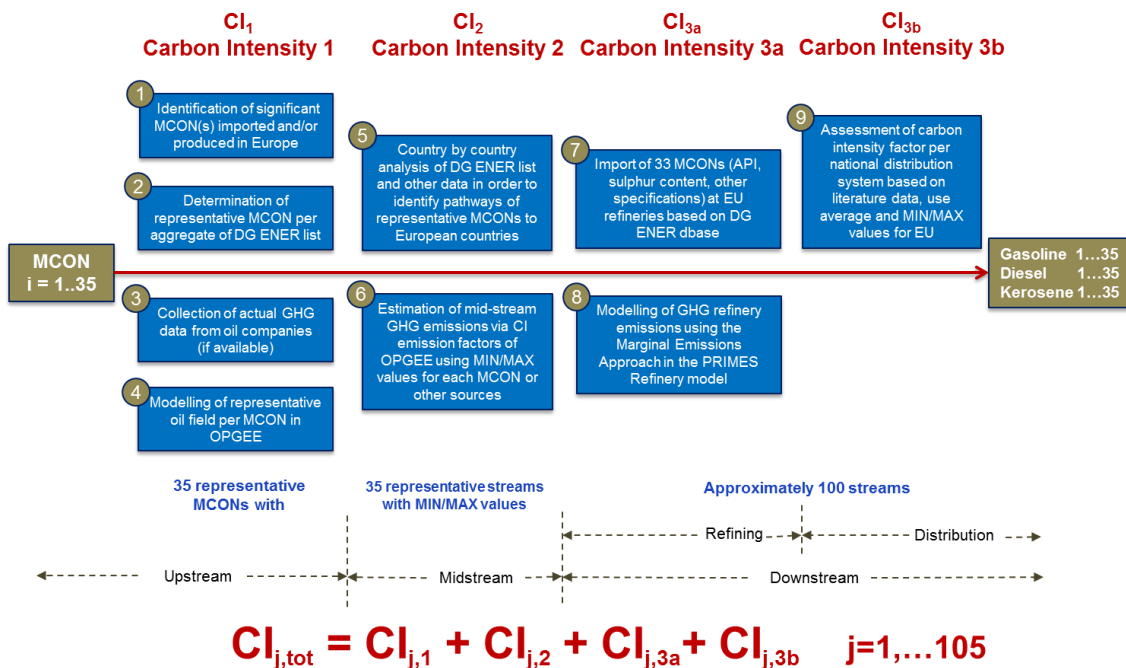 CI1
Carbon Intensity 1
CI2
Carbon Intensity 2
CI3a
Carbon Intensity 3a
CI3b
Carbon Intensity 3b
1
Identification of significant
MCON(s) imported and/or
produced in Europe
2
Determination of
representative MCON per
aggregate of DG ENER list
5
Country by country
analysis of DG ENER list
and other data in order to
identify pathways of
representative MCONs to
European countries
7
Import of 33 MCONs (API,
sulphur content, other
specifications) at EU
refineries based on DG
ENER dbase
9
Assessment of carbon
intensity factor per
national distribution
system based on
literature data, use
average and MIN/MAX
values for EU
MCON
i = 1..35
Gasoline 1...35
Diesel 1...35
Kerosene 1...35
3
Collection of actual GHG
data from oil companies
(if available)
4
Modelling of representative
oil field per MCON in
OPGEE
6
Estimation of mid-stream
GHG emissions via CI
emission factors of
OPGEE using MIN/MAX
values for each MCON or
other sources
8
Modelling of GHG refinery
emissions using the
Marginal Emissions
Approach in the PRIMES
Refinery model
35 representative
MCONs with
35 representative streams
with MIN/MAX values
Approximately 100 streams
Refining
Distribution
Upstream
Midstream
Downstream
CIj,tot = CIj,1 + CIj,2 + CIj,3a+ CIj,3b j=1,...105